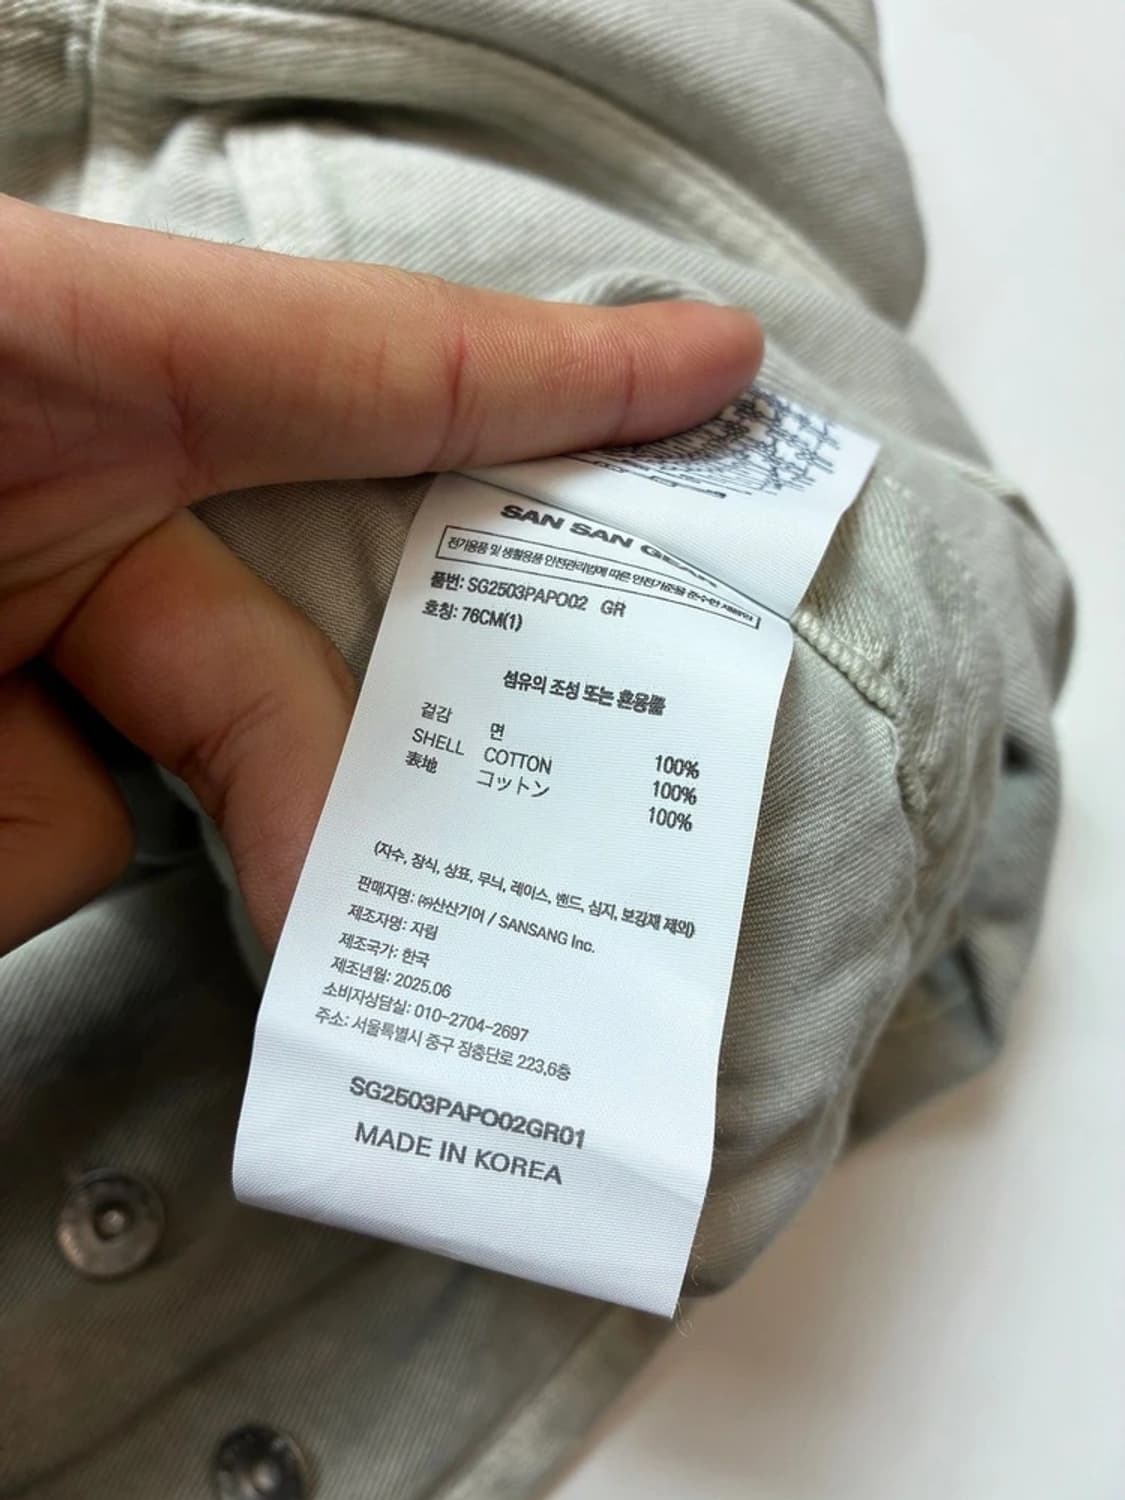 SAN SAN GEAR
전기용품 및 생활용품 안전관리법에 따른 안전기준을 준수한 제품임
품번: SG2503PAPO02 GR
호칭: 76CM(1)
섬유의 조성 또는 혼용률
겉감 면 100%
SHELL COTTON 100%
表地 コットン 100%
(자수, 장식, 상표, 무늬, 레이스, 밴드, 심지, 보강재 제외)
판매자명: ㈜산산기어 / SANSANG Inc.
제조자명: 자림
제조국가: 한국
제조년월: 2025.06
소비자상담실: 010-2704-2697
주소: 서울특별시 중구 장충단로 223,6층
SG2503PAPO02GR01
MADE IN KOREA